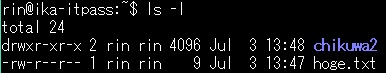 rin@ika-itpass:~$ ls -l
total 24
drwxr-xr-x 2 rin rin 4096 Jul  3 13:48 chikuwa2
-rw-r--r-- 1 rin rin    9 Jul  3 13:47 hoge.txt